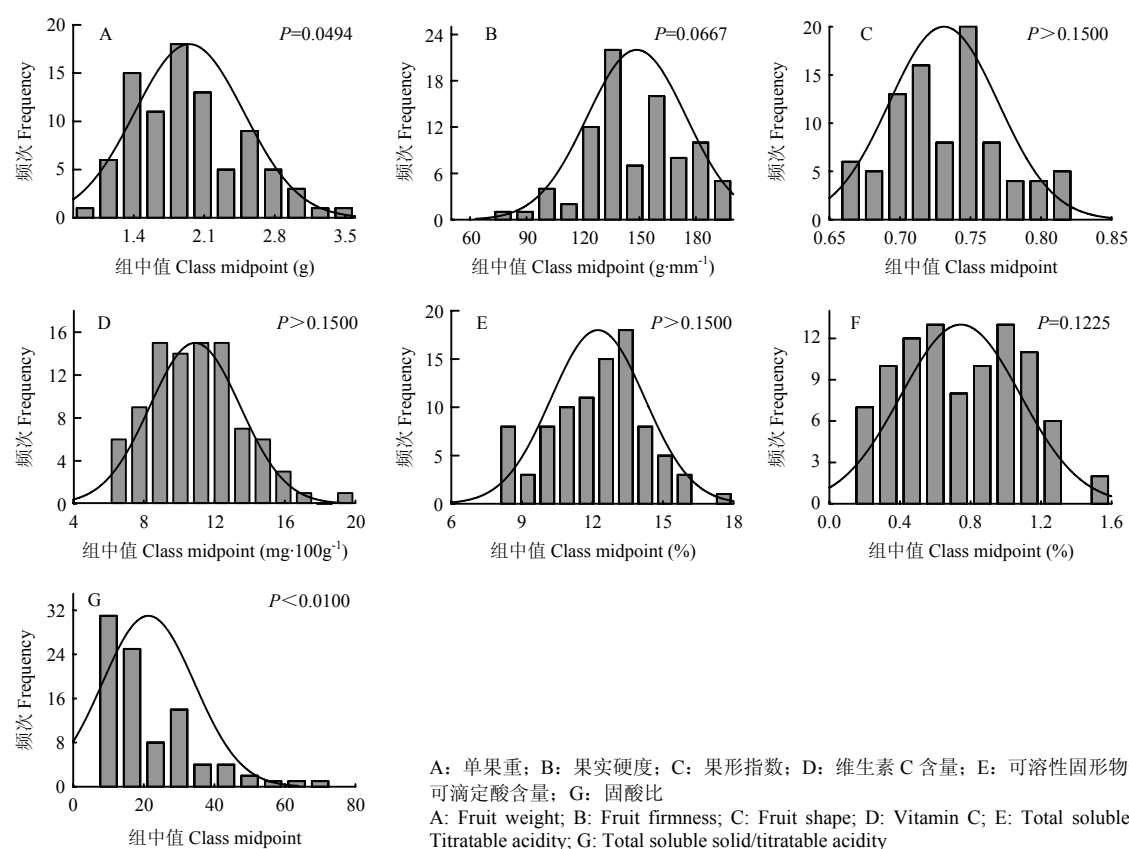 A
P=0.0494
频次 Frequency
20
15
10
5
0
1.4 2.1 2.8 3.5
组中值 Class midpoint (g)
B
P=0.0667
频次 Frequency
24
18
12
6
0
60 90 120 150 180
组中值 Class midpoint (g·mm-1)
C
P＞0.1500
频次 Frequency
20
15
10
5
0
0.65 0.70 0.75 0.80 0.85
组中值 Class midpoint
D
P＞0.1500
频次 Frequency
16
12
8
4
0
4 8 12 16 20
组中值 Class midpoint (mg·100g-1)
E
P＞0.1500
频次 Frequency
20
15
10
5
0
6 9 12 15 18
组中值 Class midpoint (%)
F
P=0.1225
频次 Frequency
12
9
6
3
0
0.0 0.4 0.8 1.2 1.6
组中值 Class midpoint (%)
G
P＜0.0100
频次 Frequency
32
24
16
8
0
0 20 40 60 80
组中值 Class midpoint
A：单果重；B：果实硬度；C：果形指数；D：维生素 C 含量；E：可溶性固形物
可滴定酸含量；G：固酸比
A: Fruit weight; B: Fruit firmness; C: Fruit shape; D: Vitamin C; E: Total soluble
Titratable acidity; G: Total soluble solid/titratable acidity